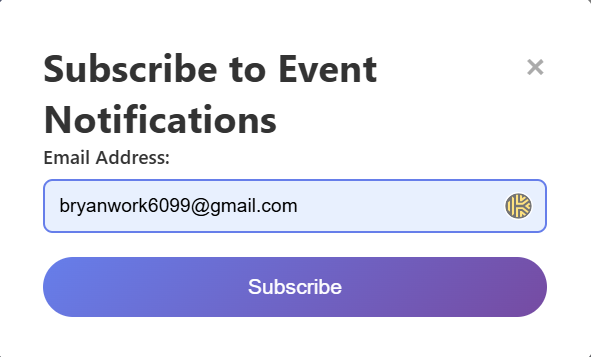 Subscribe to Event
Notifications
Email Address:
bryanwork6099@gmail.com
Subscribe